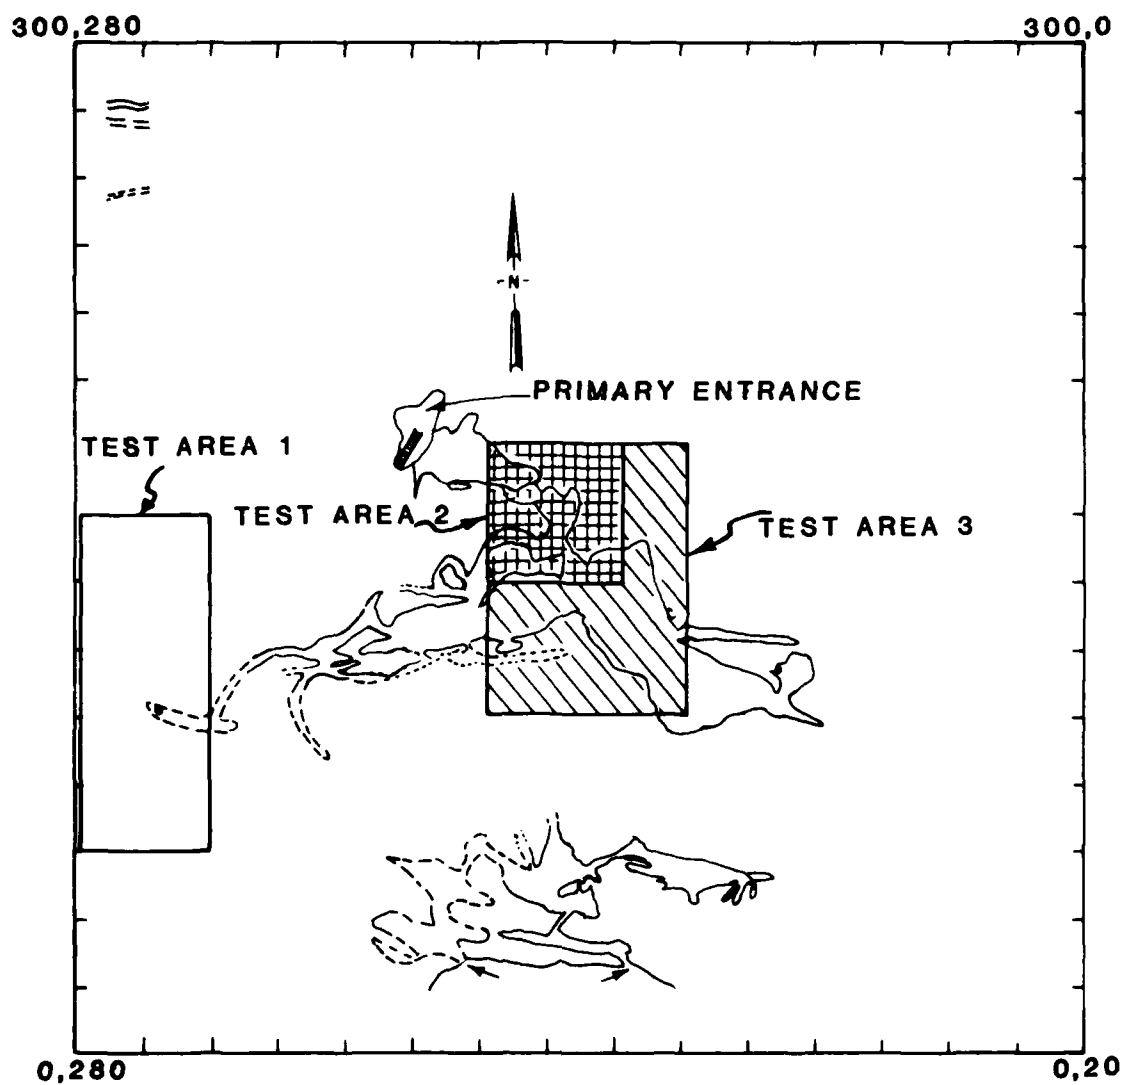 300,280
300,0
N
PRIMARY ENTRANCE
TEST AREA 1
TEST AREA 2
TEST AREA 3
0,280
0,20